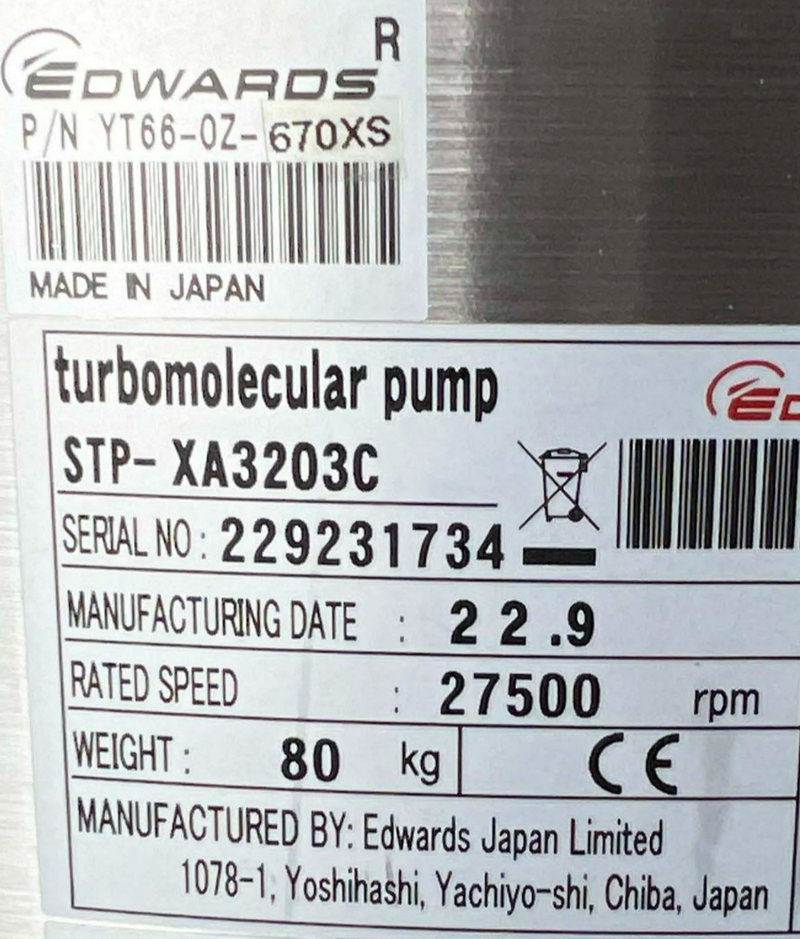 R
EDWARDS
P/N YT66-0Z-670XS
MADE IN JAPAN
turbomolecular pump
STP-XA3203C
SERIAL NO: 229231734
MANUFACTURING DATE : 22.9
RATED SPEED : 27500 rpm
WEIGHT: 80 kg CE
MANUFACTURED BY: Edwards Japan Limited
1078-1, Yoshihashi, Yachiyo-shi, Chiba, Japan